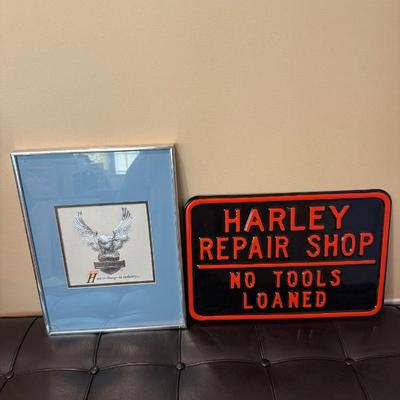 HARLEY
REPAIR SHOP
NO TOOLS
LOANED